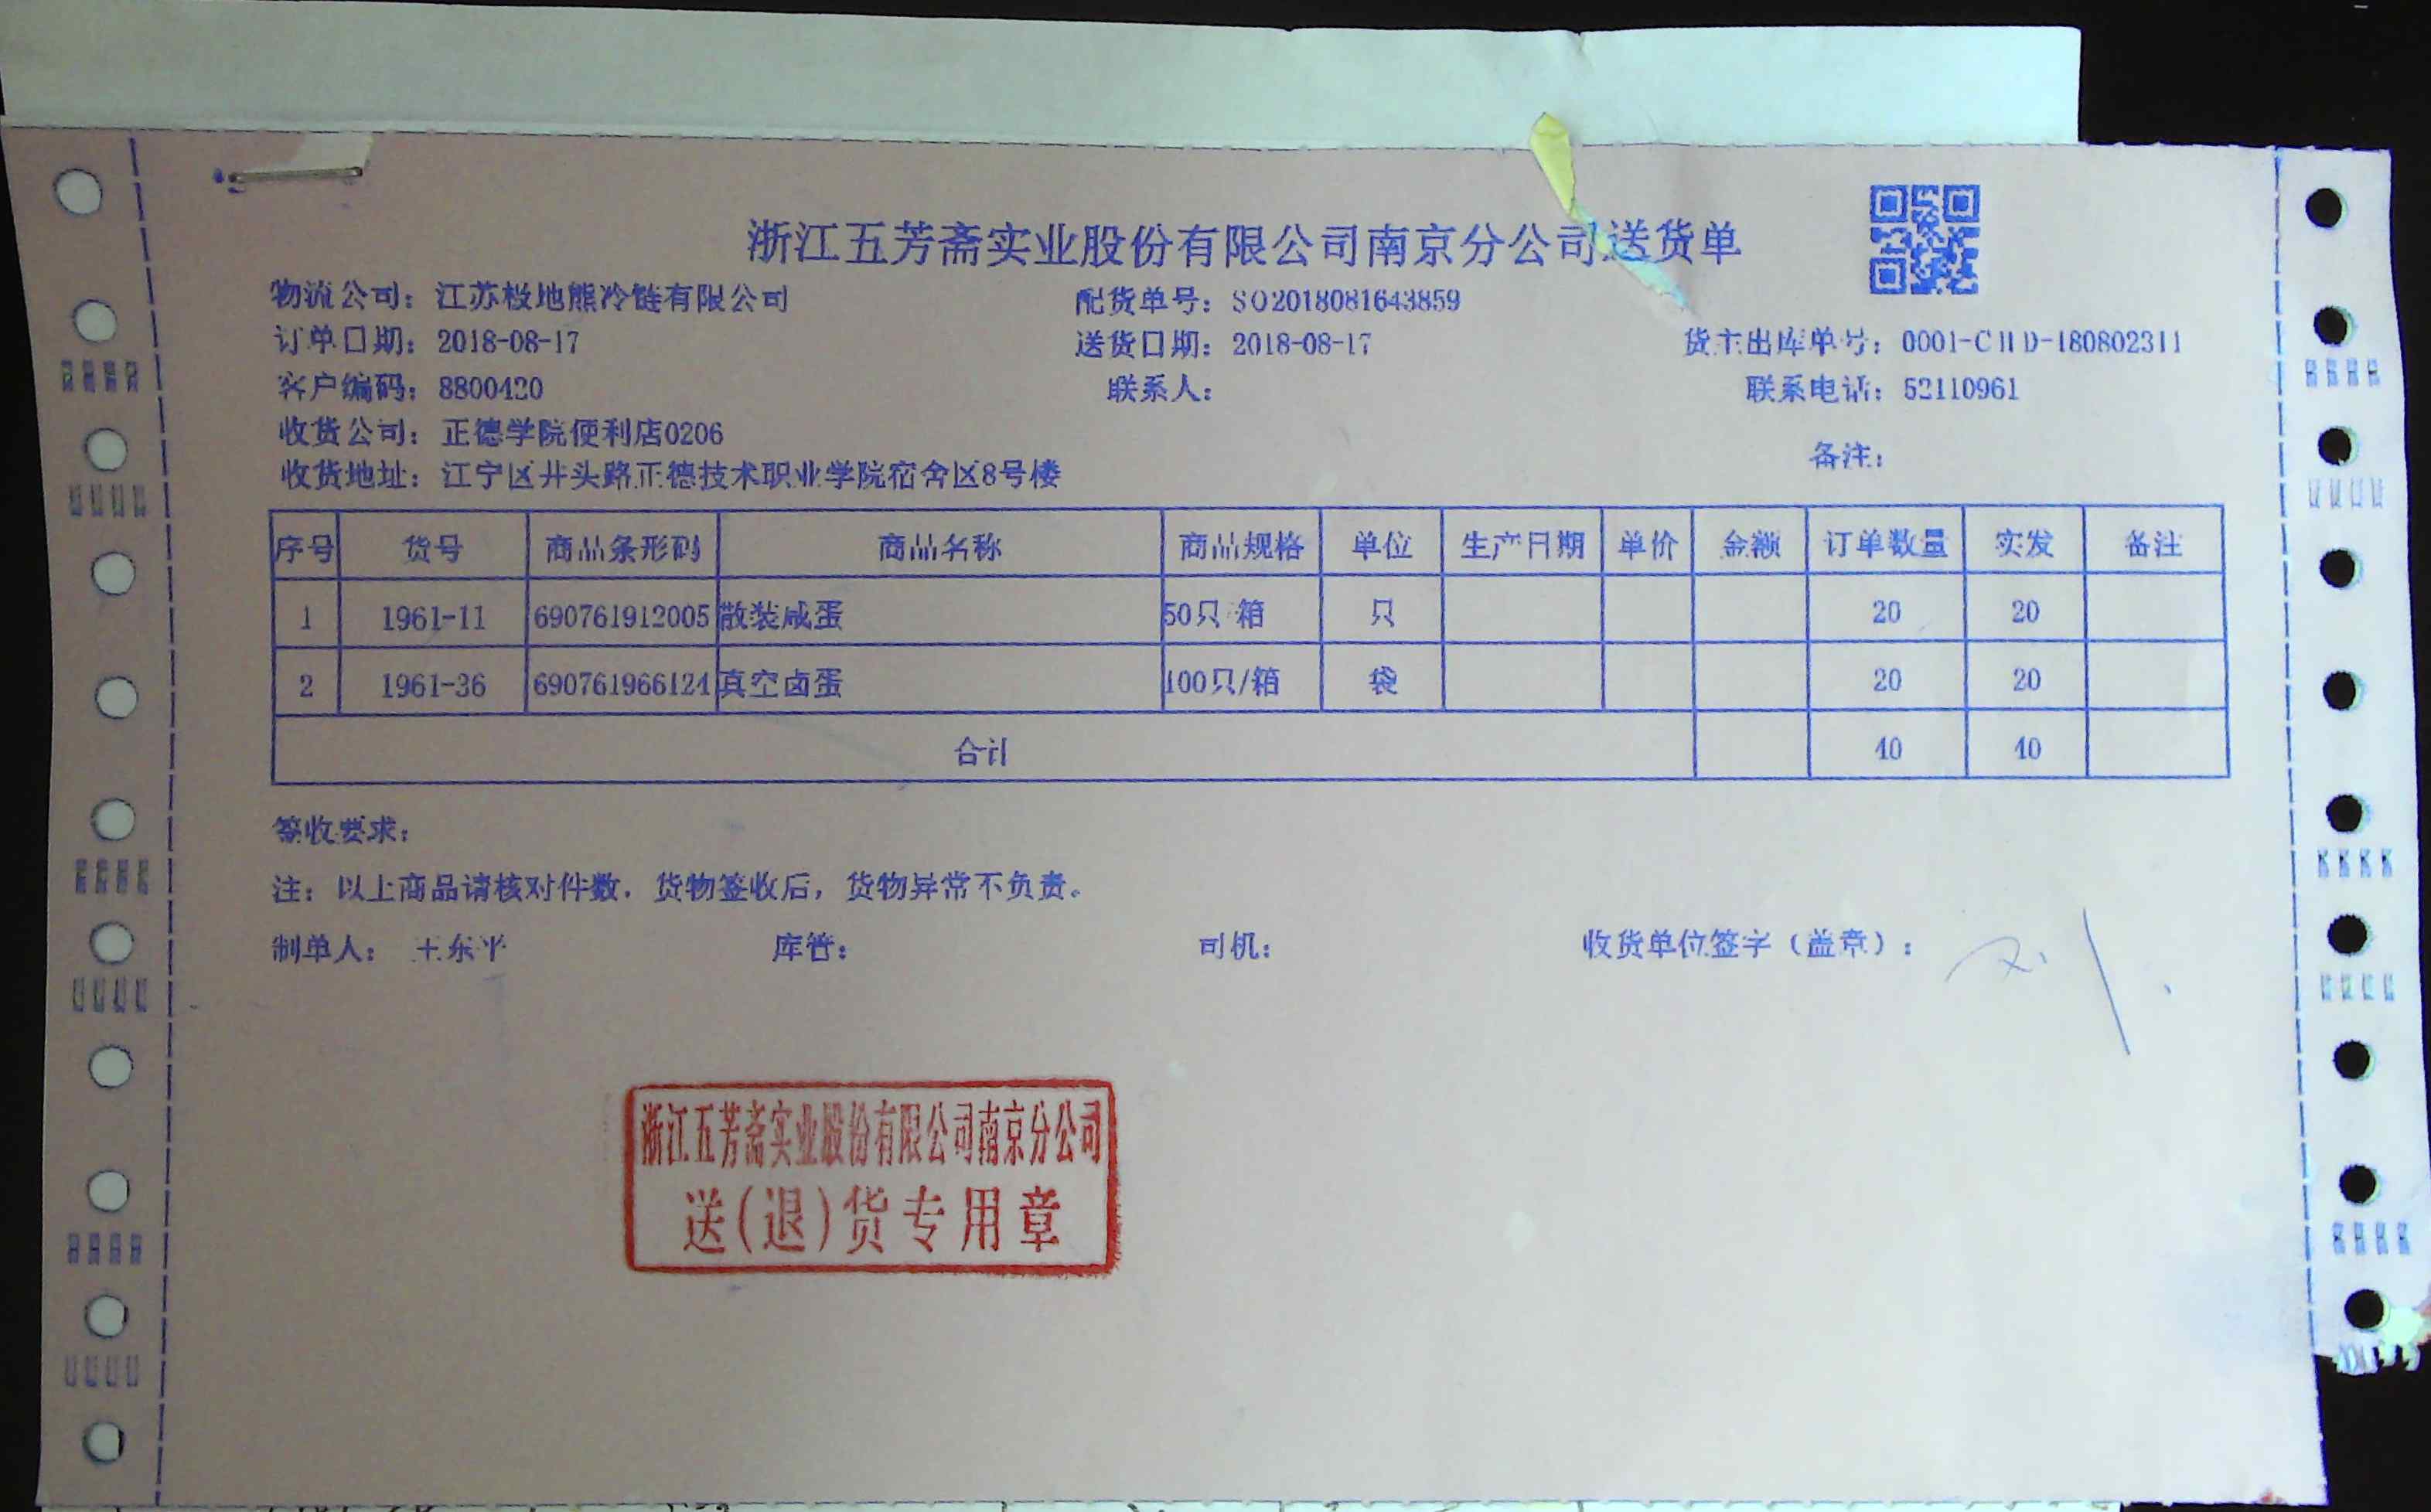 浙江五芳斋实业股份有限公司南京分公司送货单
物流公司: 江苏极地熊冷链有限公司 配货单号: SO2018081643859
订单日期: 2018-08-17 送货日期: 2018-08-17 货主出库单号: 0001-CHD-180802311
客户编码: 8800420 联系人: 联系电话: 52110961
收货公司: 正德学院便利店0206
备注:
收货地址: 江宁区井头路正德技术职业学院宿舍区8号楼
序号 货号 商品条形码 商品名称 商品规格 单位 生产日期 单价 金额 订单数量 实发 备注
1 1961-11 690761912005 散装咸蛋 50只/箱 只 20 20
2 1961-36 690761966124 真空卤蛋 100只/箱 袋 20 20
合计 40 40
签收要求:
注: 以上商品请核对件数, 货物签收后, 货物异常不负责。
制单人: 王东平 库管: 司机: 收货单位签字(盖章):
浙江五芳斋实业股份有限公司南京分公司
送(退)货专用章